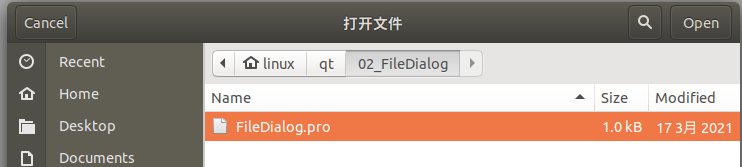 Cancel 打开文件 Open
Recent linux qt 02_FileDialog
Home Name Size Modified
Desktop FileDialog.pro 1.0 kB 17 3月 2021
Documents